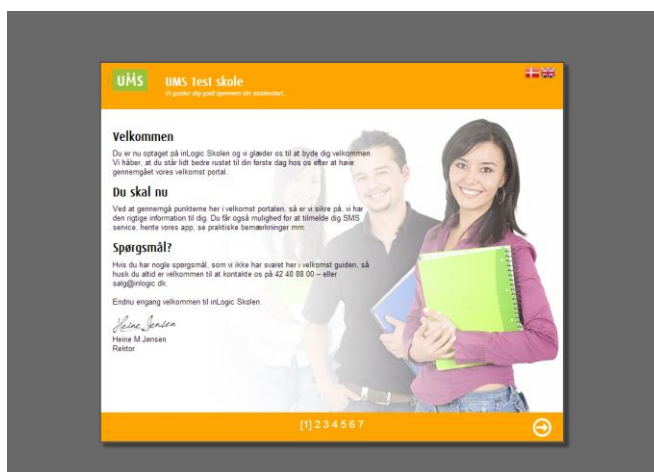 UMS
UMS Test skole
Vi guider dig godt igennem din studiestart...
Velkommen
Du er nu optaget på inLogic Skolen og vi glæder os til at byde dig velkommen.
Vi håber, at du står lidt bedre rustet til din første dag hos os efter at have
gennemgået vores velkomst portal.
Du skal nu
Ved at gennemgå punkterne her i velkomst portalen, så er vi sikre på, vi har
den rigtige information til dig. Du får også mulighed for at tilmelde dig SMS
service, hente vores app, se praktiske bemærkninger mm.
Spørgsmål?
Hvis du har nogle spørgsmål, som vi ikke har svaret her i velkomst guiden, så
husk du altid er velkommen til at kontakte os på 42 40 88 00 – eller
salg@inlogic.dk.
Endnu engang velkommen til inLogic Skolen.
Heine Jensen
Heine M.Jensen
Rektor
[1] 2 3 4 5 6 7